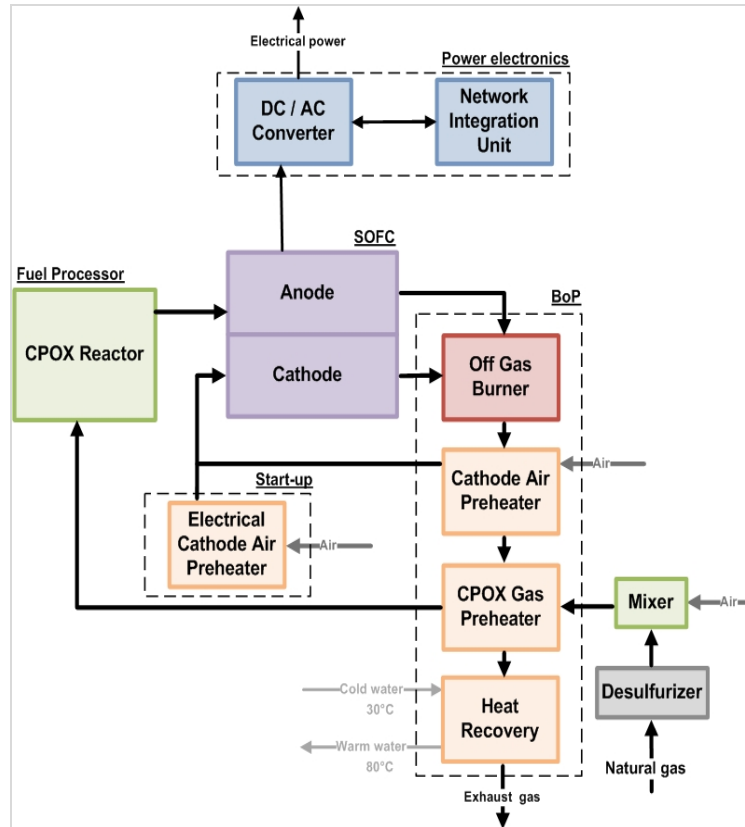 Electrical power
Power electronics
DC / AC
Converter
Network
Integration
Unit
SOFC
Fuel Processor
Anode
BoP
CPOX Reactor
Cathode
Off Gas
Burner
Start-up
Cathode Air
Preheater
Air
Electrical
Cathode Air
Preheater
Air
CPOX Gas
Preheater
Mixer
Air
Cold water
30°C
Heat
Recovery
Desulfurizer
Warm water
80°C
Natural gas
Exhaust gas